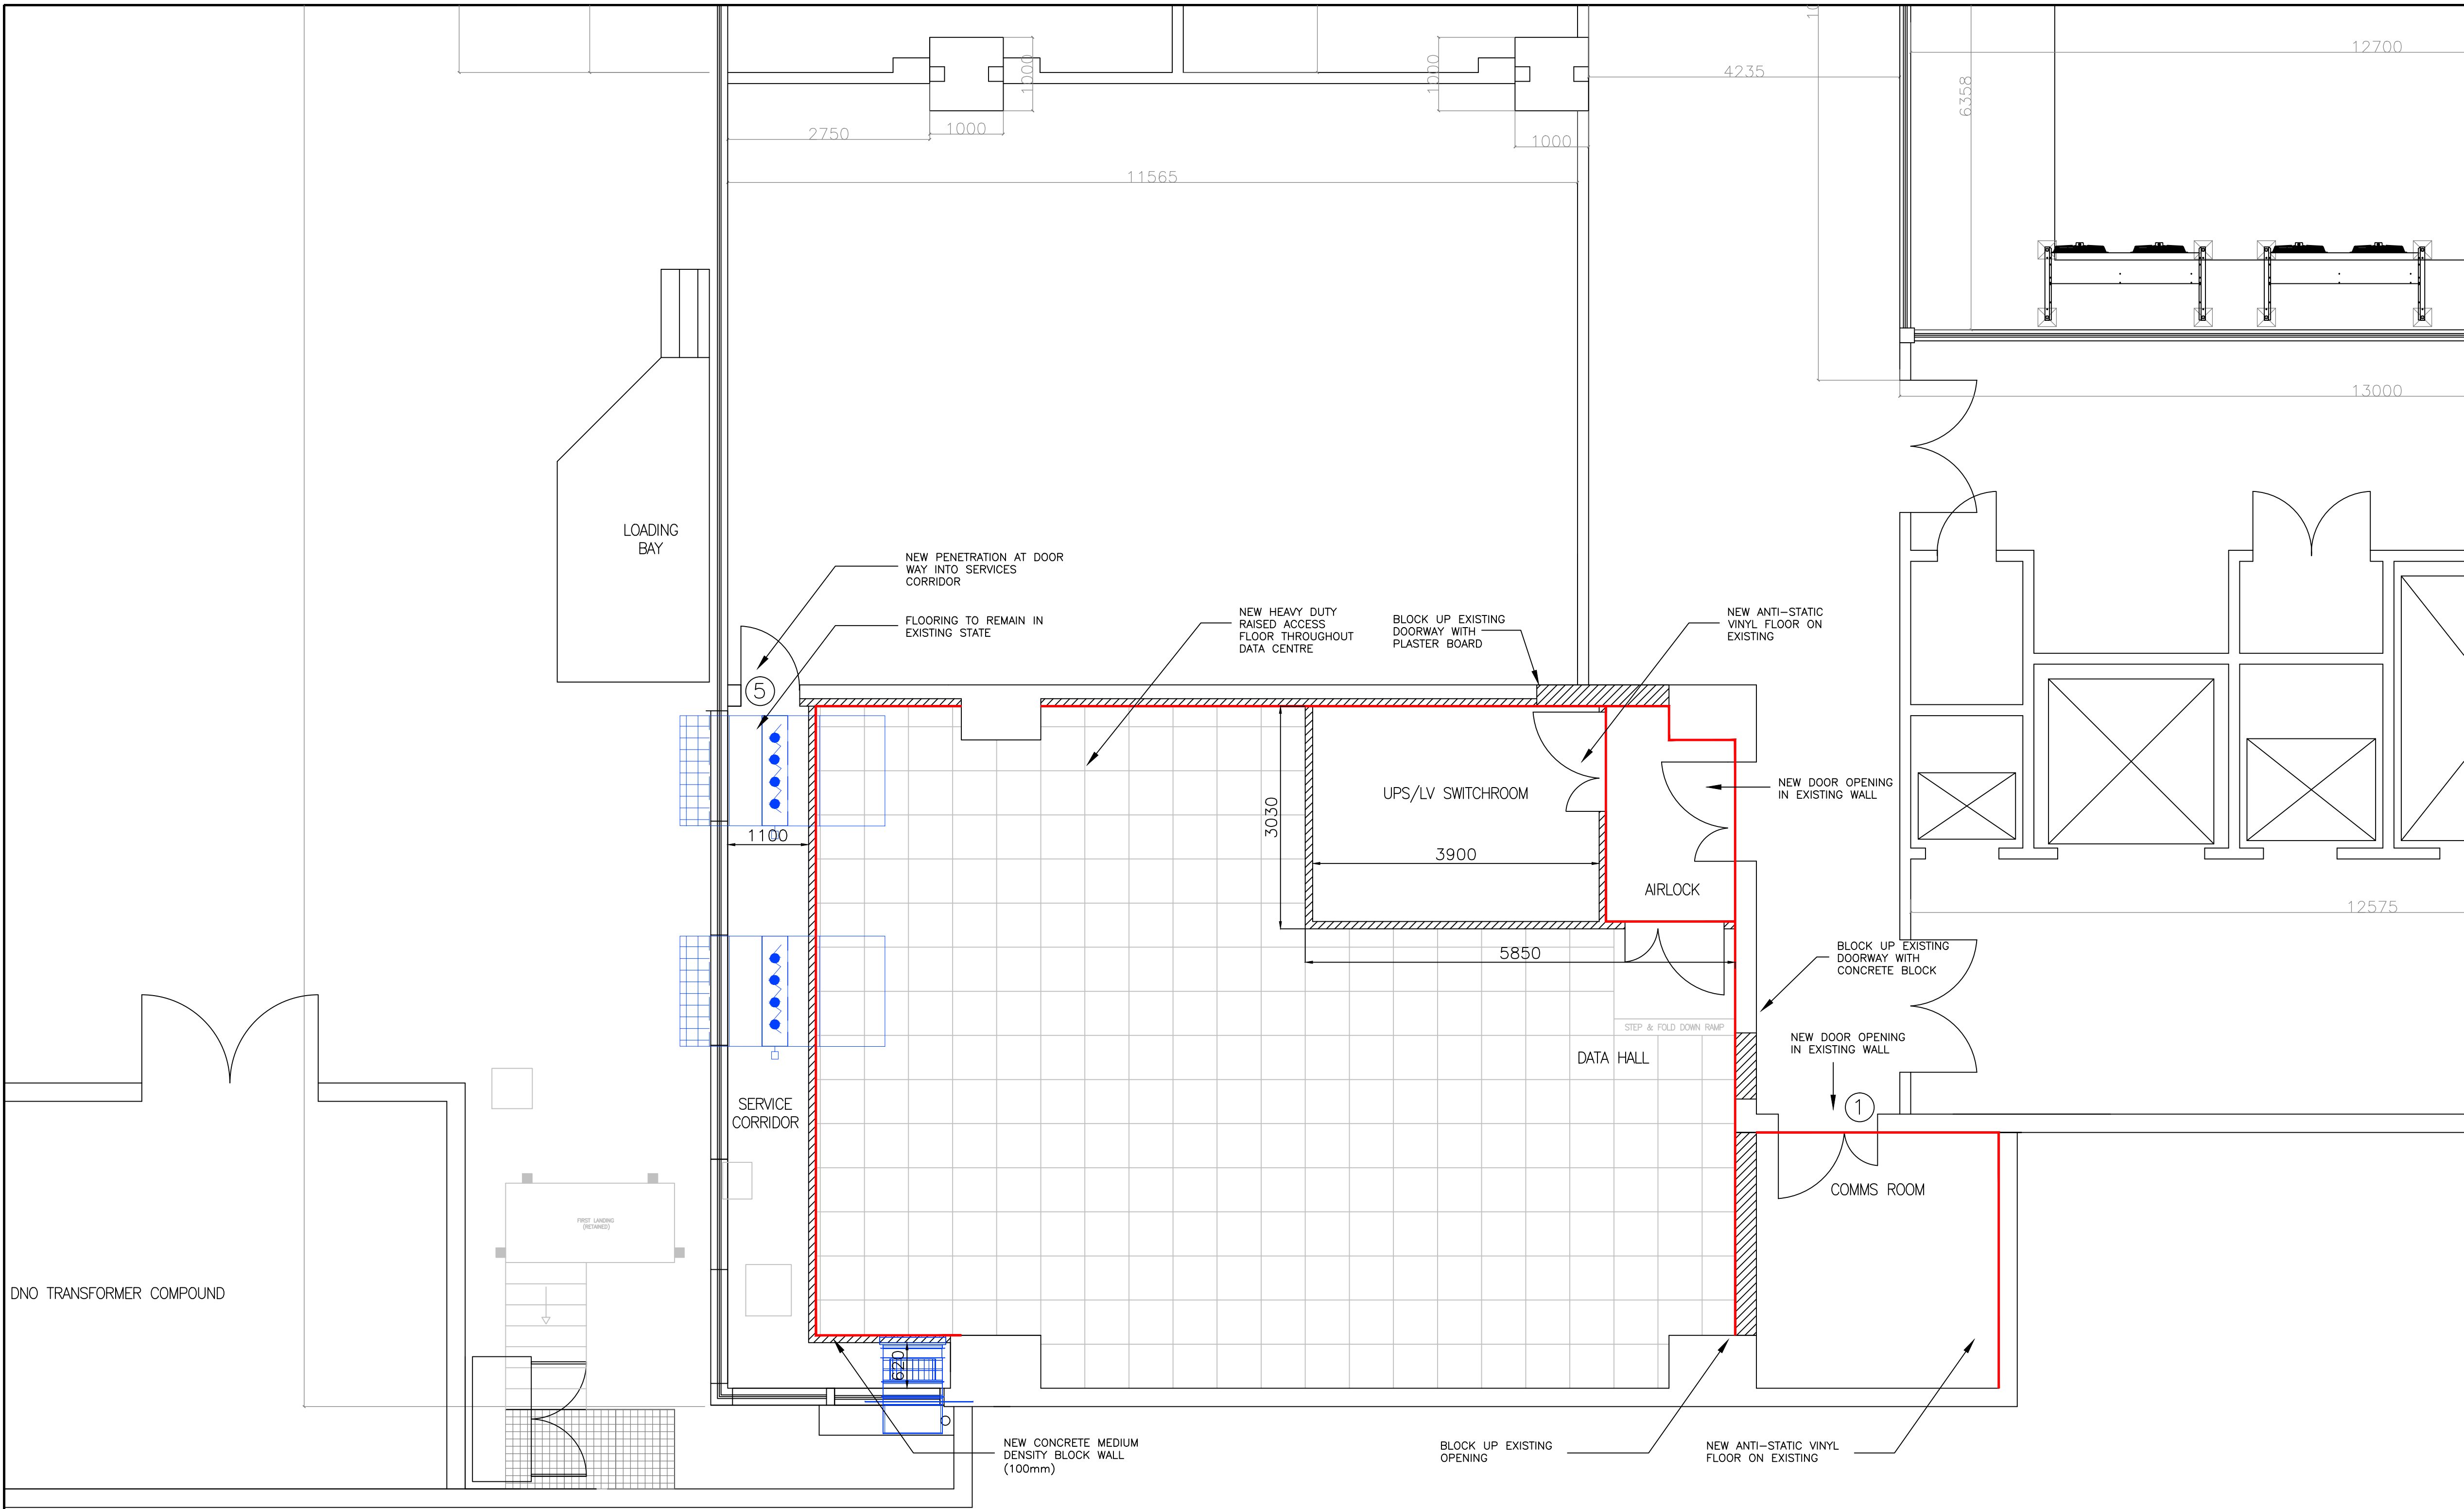 12700
4235
1000
1000
6358
2750
1000
1000
11565
13000
LOADING
BAY
NEW PENETRATION AT DOOR
WAY INTO SERVICES
CORRIDOR
FLOORING TO REMAIN IN
EXISTING STATE
NEW HEAVY DUTY
RAISED ACCESS
FLOOR THROUGHOUT
DATA CENTRE
BLOCK UP EXISTING
DOORWAY WITH
PLASTER BOARD
NEW ANTI-STATIC
VINYL FLOOR ON
EXISTING
5
UPS/LV SWITCHROOM
NEW DOOR OPENING
IN EXISTING WALL
3030
1100
3900
AIRLOCK
12575
5850
BLOCK UP EXISTING
DOORWAY WITH
CONCRETE BLOCK
STEP & FOLD DOWN RAMP
DATA HALL
NEW DOOR OPENING
IN EXISTING WALL
1
SERVICE
CORRIDOR
COMMS ROOM
FIRST LANDING
(RETAINED)
DNO TRANSFORMER COMPOUND
620
NEW CONCRETE MEDIUM
DENSITY BLOCK WALL
(100mm)
BLOCK UP EXISTING
OPENING
NEW ANTI-STATIC VINYL
FLOOR ON EXISTING